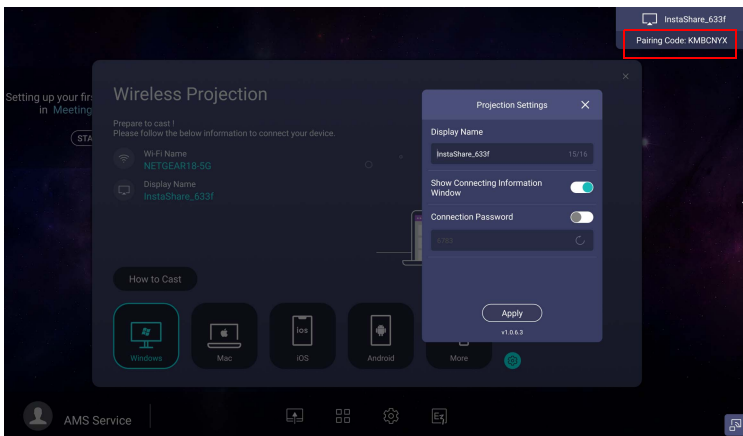 InstaShare_633f
Pairing Code: KMBCNYX
Setting up your fir
in Meeting
STA
Wireless Projection
Prepare to cast !
Please follow the below information to connect your device.
Wi-Fi Name
NETGEAR18-5G
Display Name
InstaShare_633f
How to Cast
Windows
Mac
ios
iOS
Android
More
Projection Settings
Display Name
InstaShare_633f
15/16
Show Connecting Information
Window
Connection Password
Apply
v1.0.6.3
AMS Service